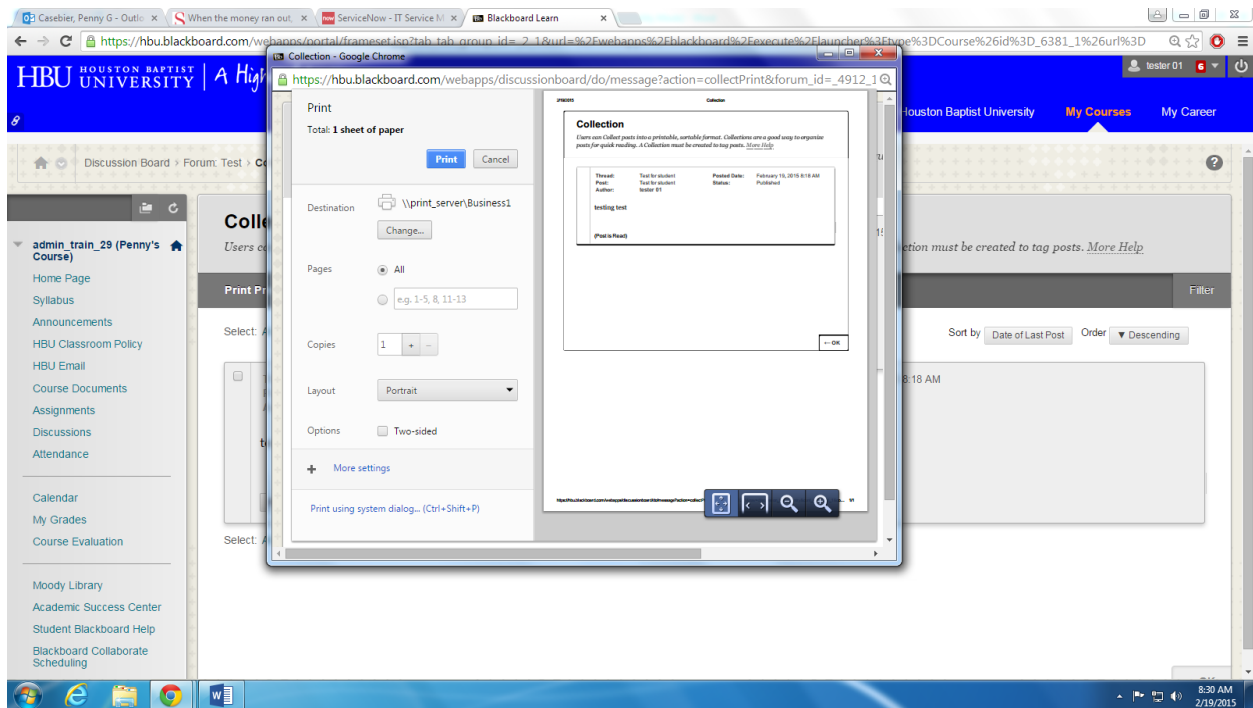 Casebier, Penny G - Outlo
When the money ran out,
ServiceNow - IT Service M
Blackboard Learn
https://hbu.blackboard.com/webapps/portal/frameset.jsp?tab_tab_group_id=_2_1&url=%2Fwebapps%2Fblackboard%2Fexecute%2Flauncher%3Ftype%3DCourse%26id%3D_6381_1%26url%3D
Collection - Google Chrome
https://hbu.blackboard.com/webapps/discussionboard/do/message?action=collectPrint&forum_id=_4912_1
HBU HOUSTON BAPTIST UNIVERSITY
A High
tester 01
6
Houston Baptist University
My Courses
My Career
Discussion Board
Forum: Test
Print
Total: 1 sheet of paper
Print
Cancel
Destination
\\print_server\Business1
Change...
Pages
All
e.g. 1-5, 8, 11-13
Copies
1
+
-
Layout
Portrait
Options
Two-sided
+ More settings
Print using system dialog... (Ctrl+Shift+P)
2/19/2015
Collection
Collection
Users can Collect posts into a printable, sortable format. Collections are a good way to organize
posts for quick reading. A Collection must be created to tag posts. More Help
Thread: Test for student Posted Date: February 19, 2015 8:18 AM
Post: Test for student Status: Published
Author: tester 01
testing test
(Post is Read)
←OK
1/1
admin_train_29 (Penny's
Course)
Home Page
Syllabus
Announcements
HBU Classroom Policy
HBU Email
Course Documents
Assignments
Discussions
Attendance
Calendar
My Grades
Course Evaluation
Moody Library
Academic Success Center
Student Blackboard Help
Blackboard Collaborate
Scheduling
Colle
Users c
ction must be created to tag posts. More Help
Print Pr
Filter
Select: A
Sort by Date of Last Post Order ▼ Descending
8:18 AM
Select: A
8:30 AM
2/19/2015